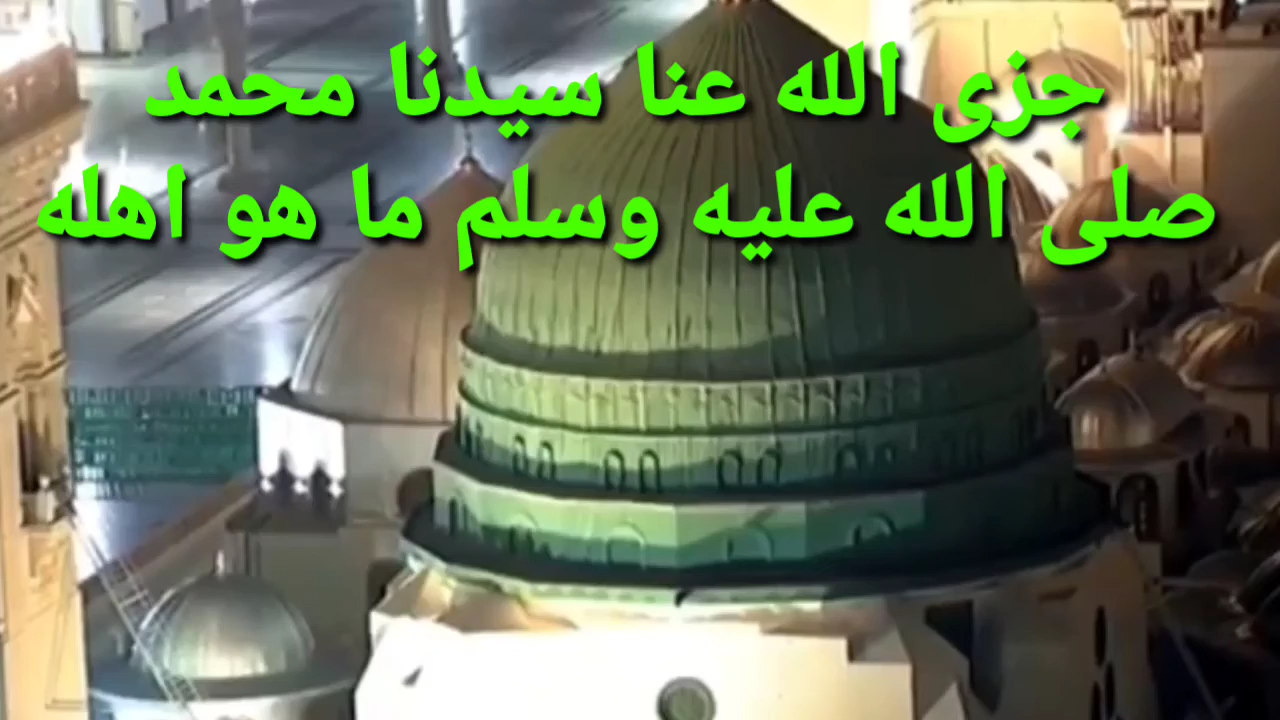 جزى الله عنا سيدنا محمد
صلى الله عليه وسلم ما هو اهله